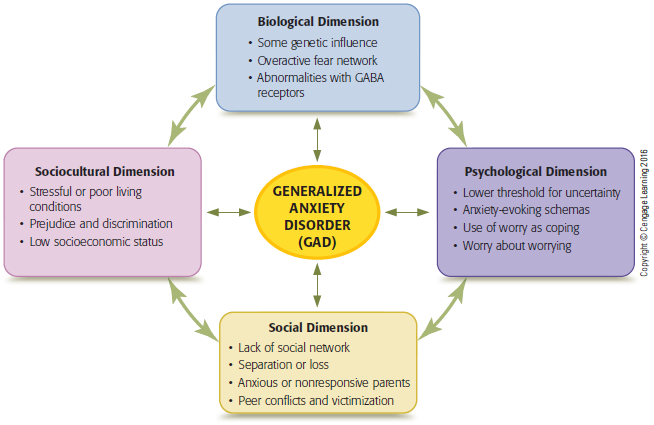 Biological Dimension
• Some genetic influence
• Overactive fear network
• Abnormalities with GABA
receptors
Sociocultural Dimension
• Stressful or poor living
conditions
• Prejudice and discrimination
• Low socioeconomic status
GENERALIZED
ANXIETY
DISORDER
(GAD)
Psychological Dimension
• Lower threshold for uncertainty
• Anxiety-evoking schemas
• Use of worry as coping
• Worry about worrying
Social Dimension
• Lack of social network
• Separation or loss
• Anxious or nonresponsive parents
• Peer conflicts and victimization
Copyright © Cengage Learning 2016